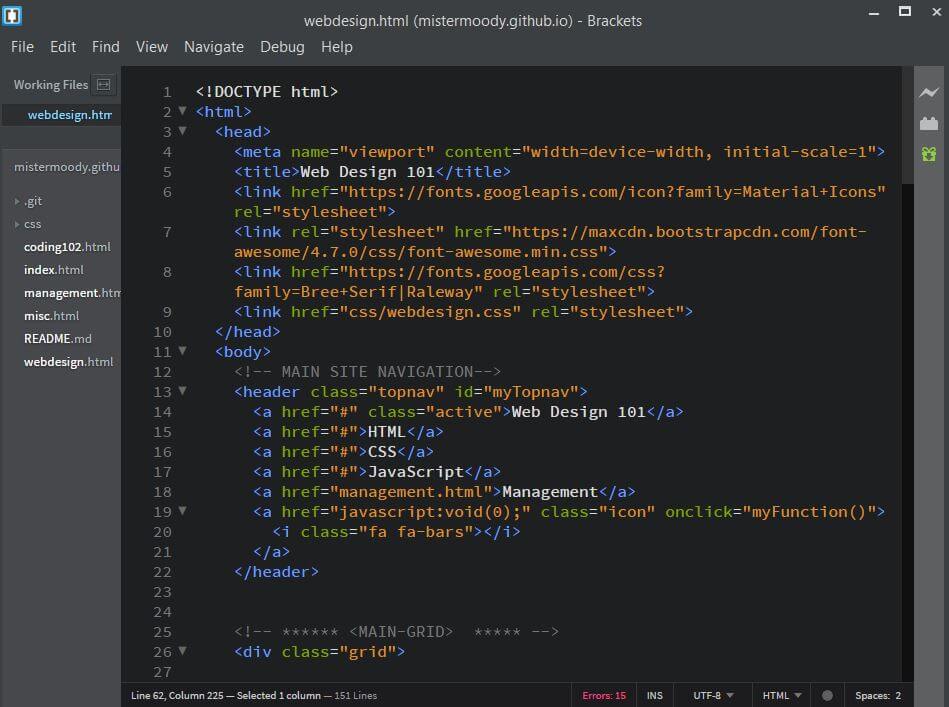 webdesign.html (mistermoody.github.io) - Brackets
File Edit Find View Navigate Debug Help
Working Files
webdesign.htm
mistermoody.githu
.git
css
coding102.html
index.html
management.htm
misc.html
README.md
webdesign.html
1 <!DOCTYPE html>
2 <html>
3 <head>
4 <meta name="viewport" content="width=device-width, initial-scale=1">
5 <title>Web Design 101</title>
6 <link href="https://fonts.googleapis.com/icon?family=Material+Icons"
rel="stylesheet">
7 <link rel="stylesheet" href="https://maxcdn.bootstrapcdn.com/font-
awesome/4.7.0/css/font-awesome.min.css">
8 <link href="https://fonts.googleapis.com/css?
family=Bree+Serif|Raleway" rel="stylesheet">
9 <link href="css/webdesign.css" rel="stylesheet">
10 </head>
11 <body>
12 <!-- MAIN SITE NAVIGATION-->
13 <header class="topnav" id="myTopnav">
14 <a href="#" class="active">Web Design 101</a>
15 <a href="#">HTML</a>
16 <a href="#">CSS</a>
17 <a href="#">JavaScript</a>
18 <a href="management.html">Management</a>
19 <a href="javascript:void(0);" class="icon" onclick="myFunction()">
20 <i class="fa fa-bars"></i>
21 </a>
22 </header>
23
24
25 <!-- ****** <MAIN-GRID>  ***** -->
26 <div class="grid">
27
Line 62, Column 225 — Selected 1 column — 151 Lines Errors: 15 INS UTF-8 HTML Spaces: 2